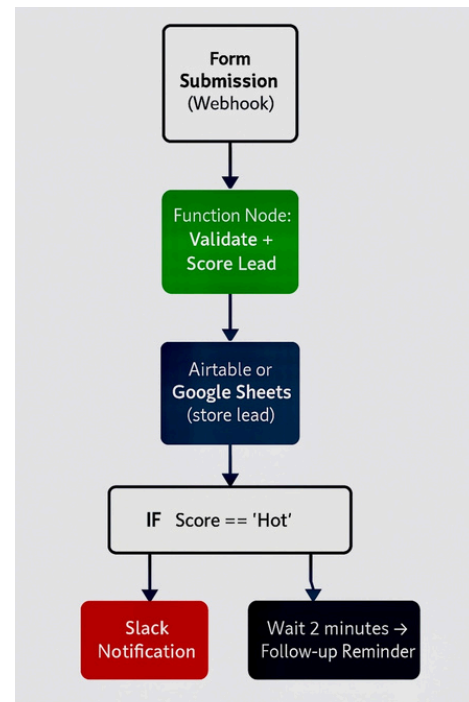 Form
Submission
(Webhook)
Function Node:
Validate +
Score Lead
Airtable or
Google Sheets
(store lead)
IF Score == 'Hot'
Slack
Notification
Wait 2 minutes →
Follow-up Reminder